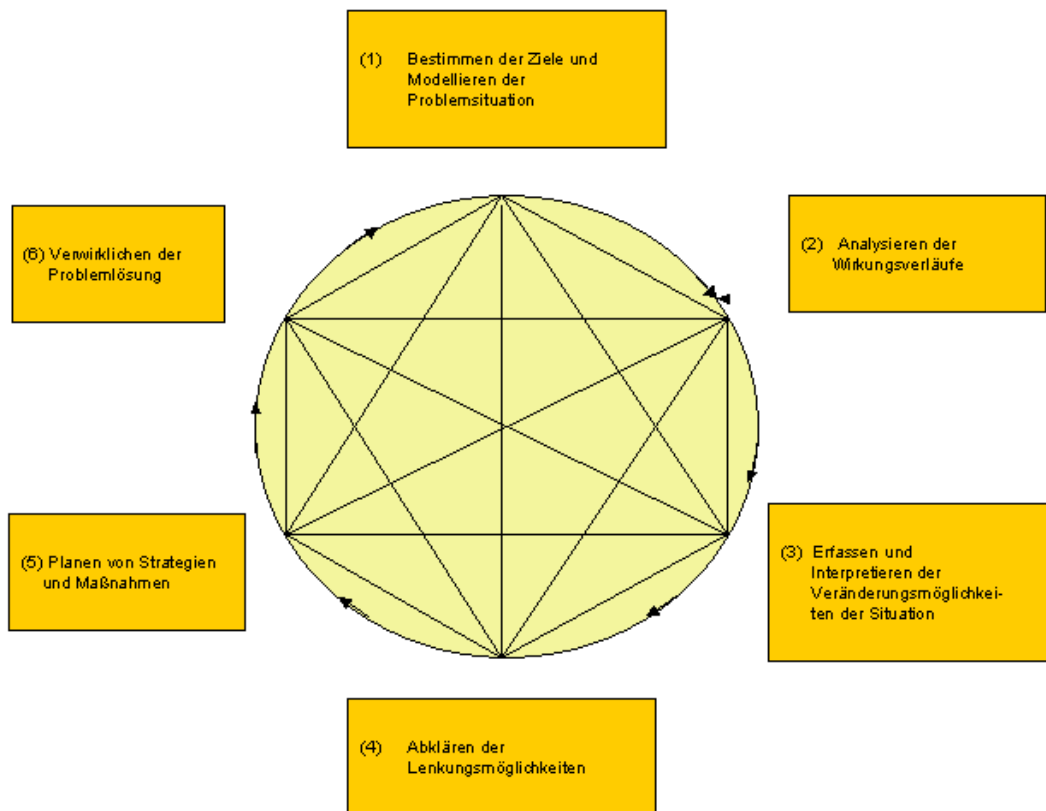 (1) Bestimmen der Ziele und
Modellieren der
Problemsituation
(2) Analysieren der
Wirkungsverläufe
(3) Erfassen und
Interpretieren der
Veränderungsmöglichkei-
ten der Situation
(4) Abklären der
Lenkungsmöglichkeiten
(5) Planen von Strategien
und Maßnahmen
(6) Verwirklichen der
Problemlösung